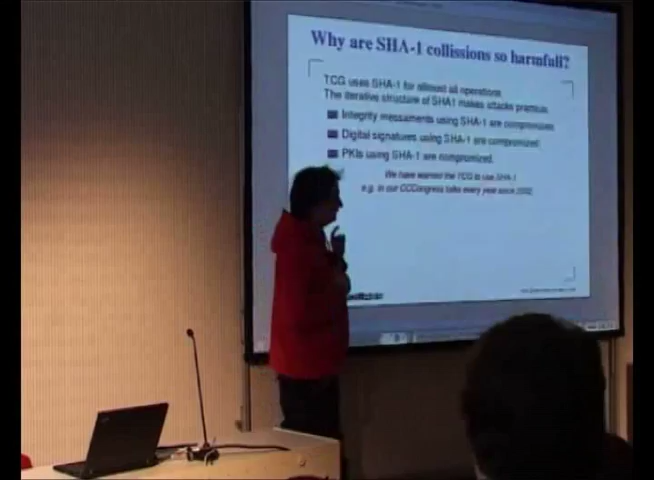 Why are SHA-1 collissions so harmfull?
TCG uses SHA-1 for allmost all operations
The iterative structure of SHA1 makes attacks practical
Integrity messaments using SHA-1 are compromized
Digital signatures using SHA-1 are compromized
PKIs using SHA-1 are compromized.
We have warned the TCG to use SHA-1
e.g. in our CCCongress talks every year since